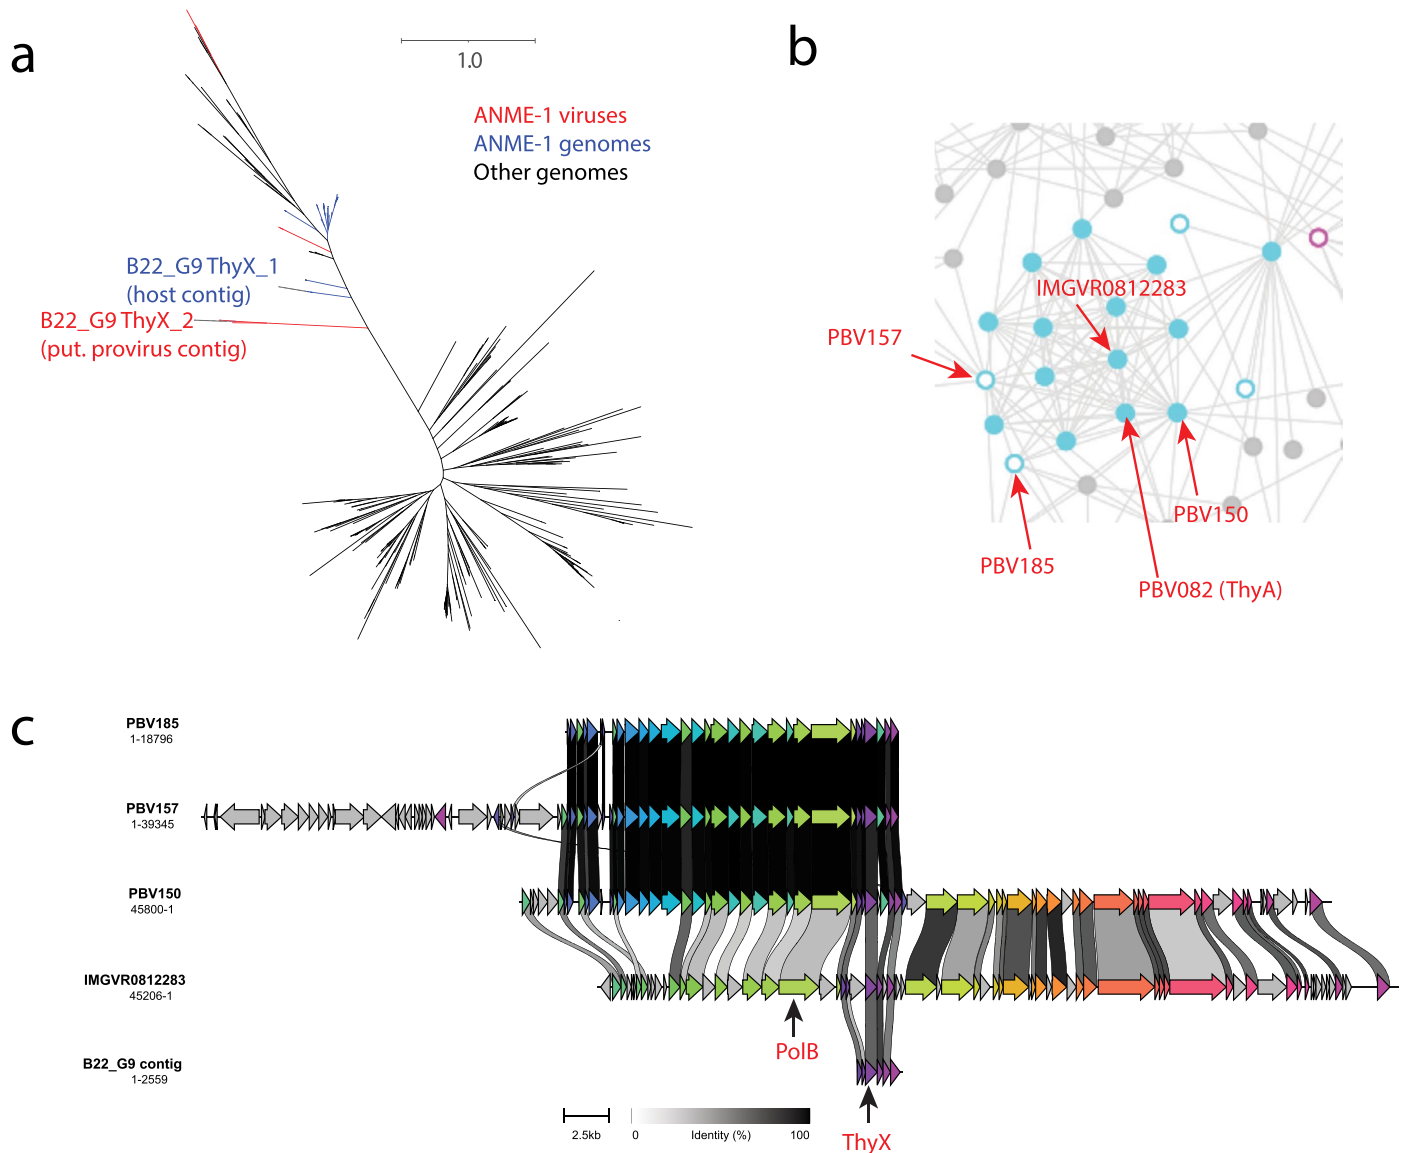 a
1.0
ANME-1 viruses
ANME-1 genomes
Other genomes
B22_G9 ThyX_1
(host contig)
B22_G9 ThyX_2
(put. provirus contig)
b
IMGVR0812283
PBV157
PBV150
PBV185
PBV082 (ThyA)
c
PBV185
1-18796
PBV157
1-39345
PBV150
45800-1
IMGVR0812283
45206-1
PolB
B22_G9 contig
1-2559
2.5kb
0 Identity (%) 100
ThyX